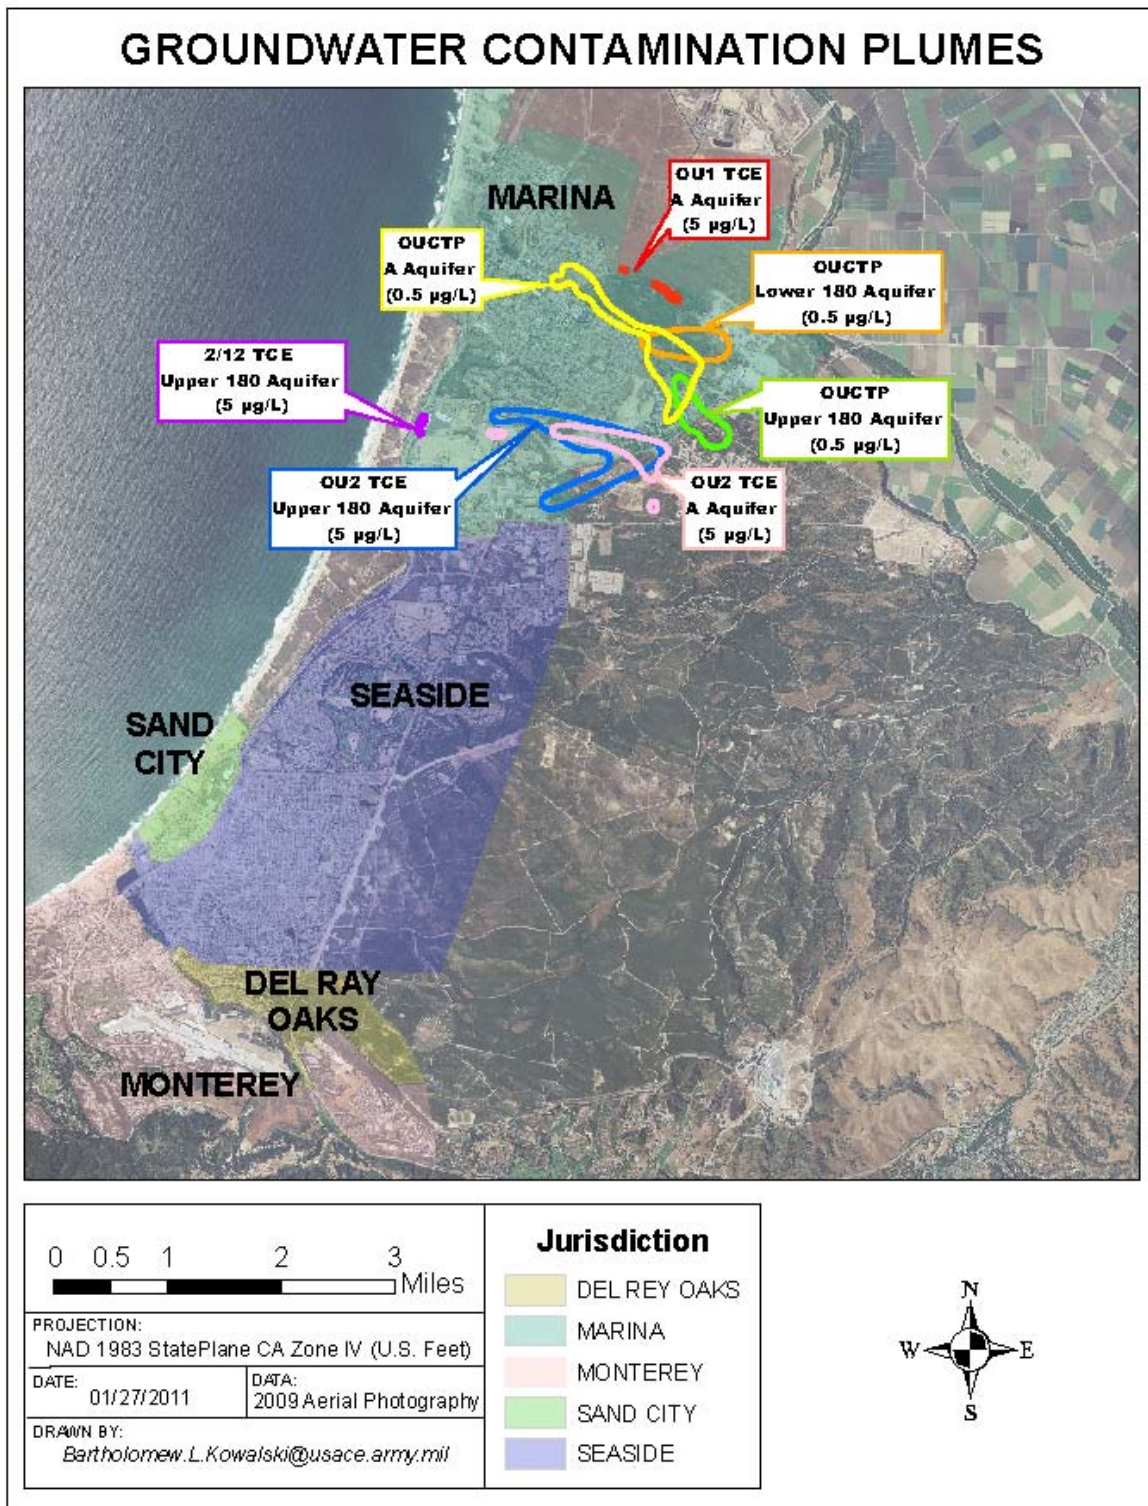 GROUNDWATER CONTAMINATION PLUMES
MARINA
OU1 TCE
A Aquifer
(5 µg/L)
OUCTP
A Aquifer
(0.5 µg/L)
OUCTP
Lower 180 Aquifer
(0.5 µg/L)
2/12 TCE
Upper 180 Aquifer
(5 µg/L)
OUCTP
Upper 180 Aquifer
(0.5 µg/L)
OU2 TCE
Upper 180 Aquifer
(5 µg/L)
OU2 TCE
A Aquifer
(5 µg/L)
SEASIDE
SAND
CITY
DEL RAY
OAKS
MONTEREY
0 0.5 1 2 3
Miles
PROJECTION:
NAD 1983 StatePlane CA Zone IV (U.S. Feet)
DATE:
01/27/2011
DATA:
2009 Aerial Photography
DRAWN BY:
Bartholomew.L.Kowalski@usace.army.mil
Jurisdiction
DEL REY OAKS
MARINA
MONTEREY
SAND CITY
SEASIDE
N
W E
S